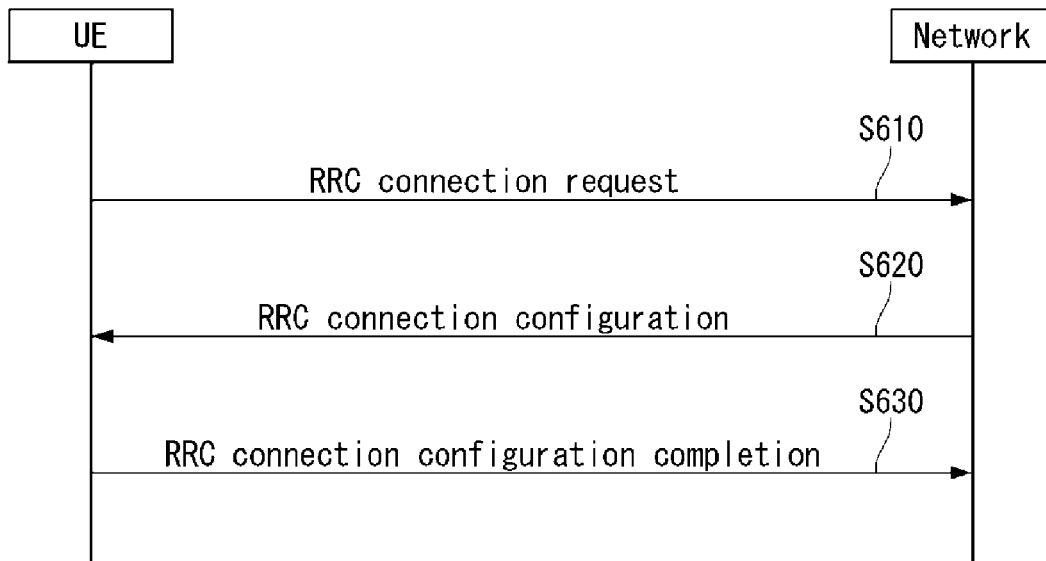 UE
Network
S610
RRC connection request
S620
RRC connection configuration
S630
RRC connection configuration completion